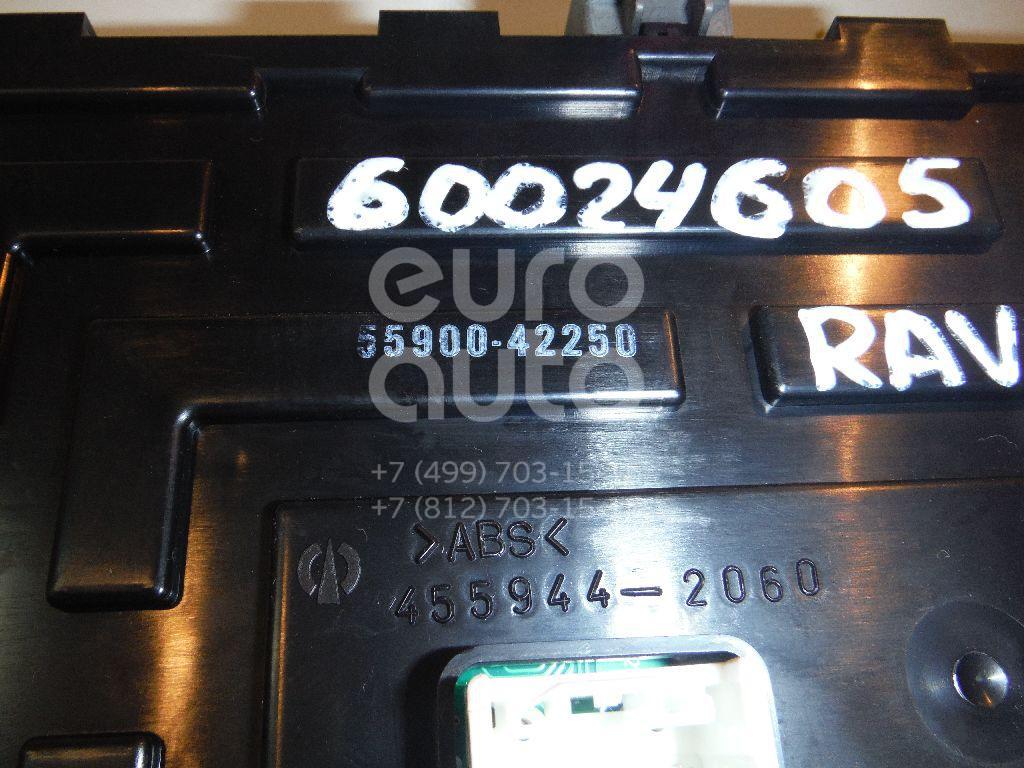 60024605
euro
55900-42250
RAV
auto
+7 (499) 703-15-
+7 (812) 703-15-
>ABS<
455944-2060